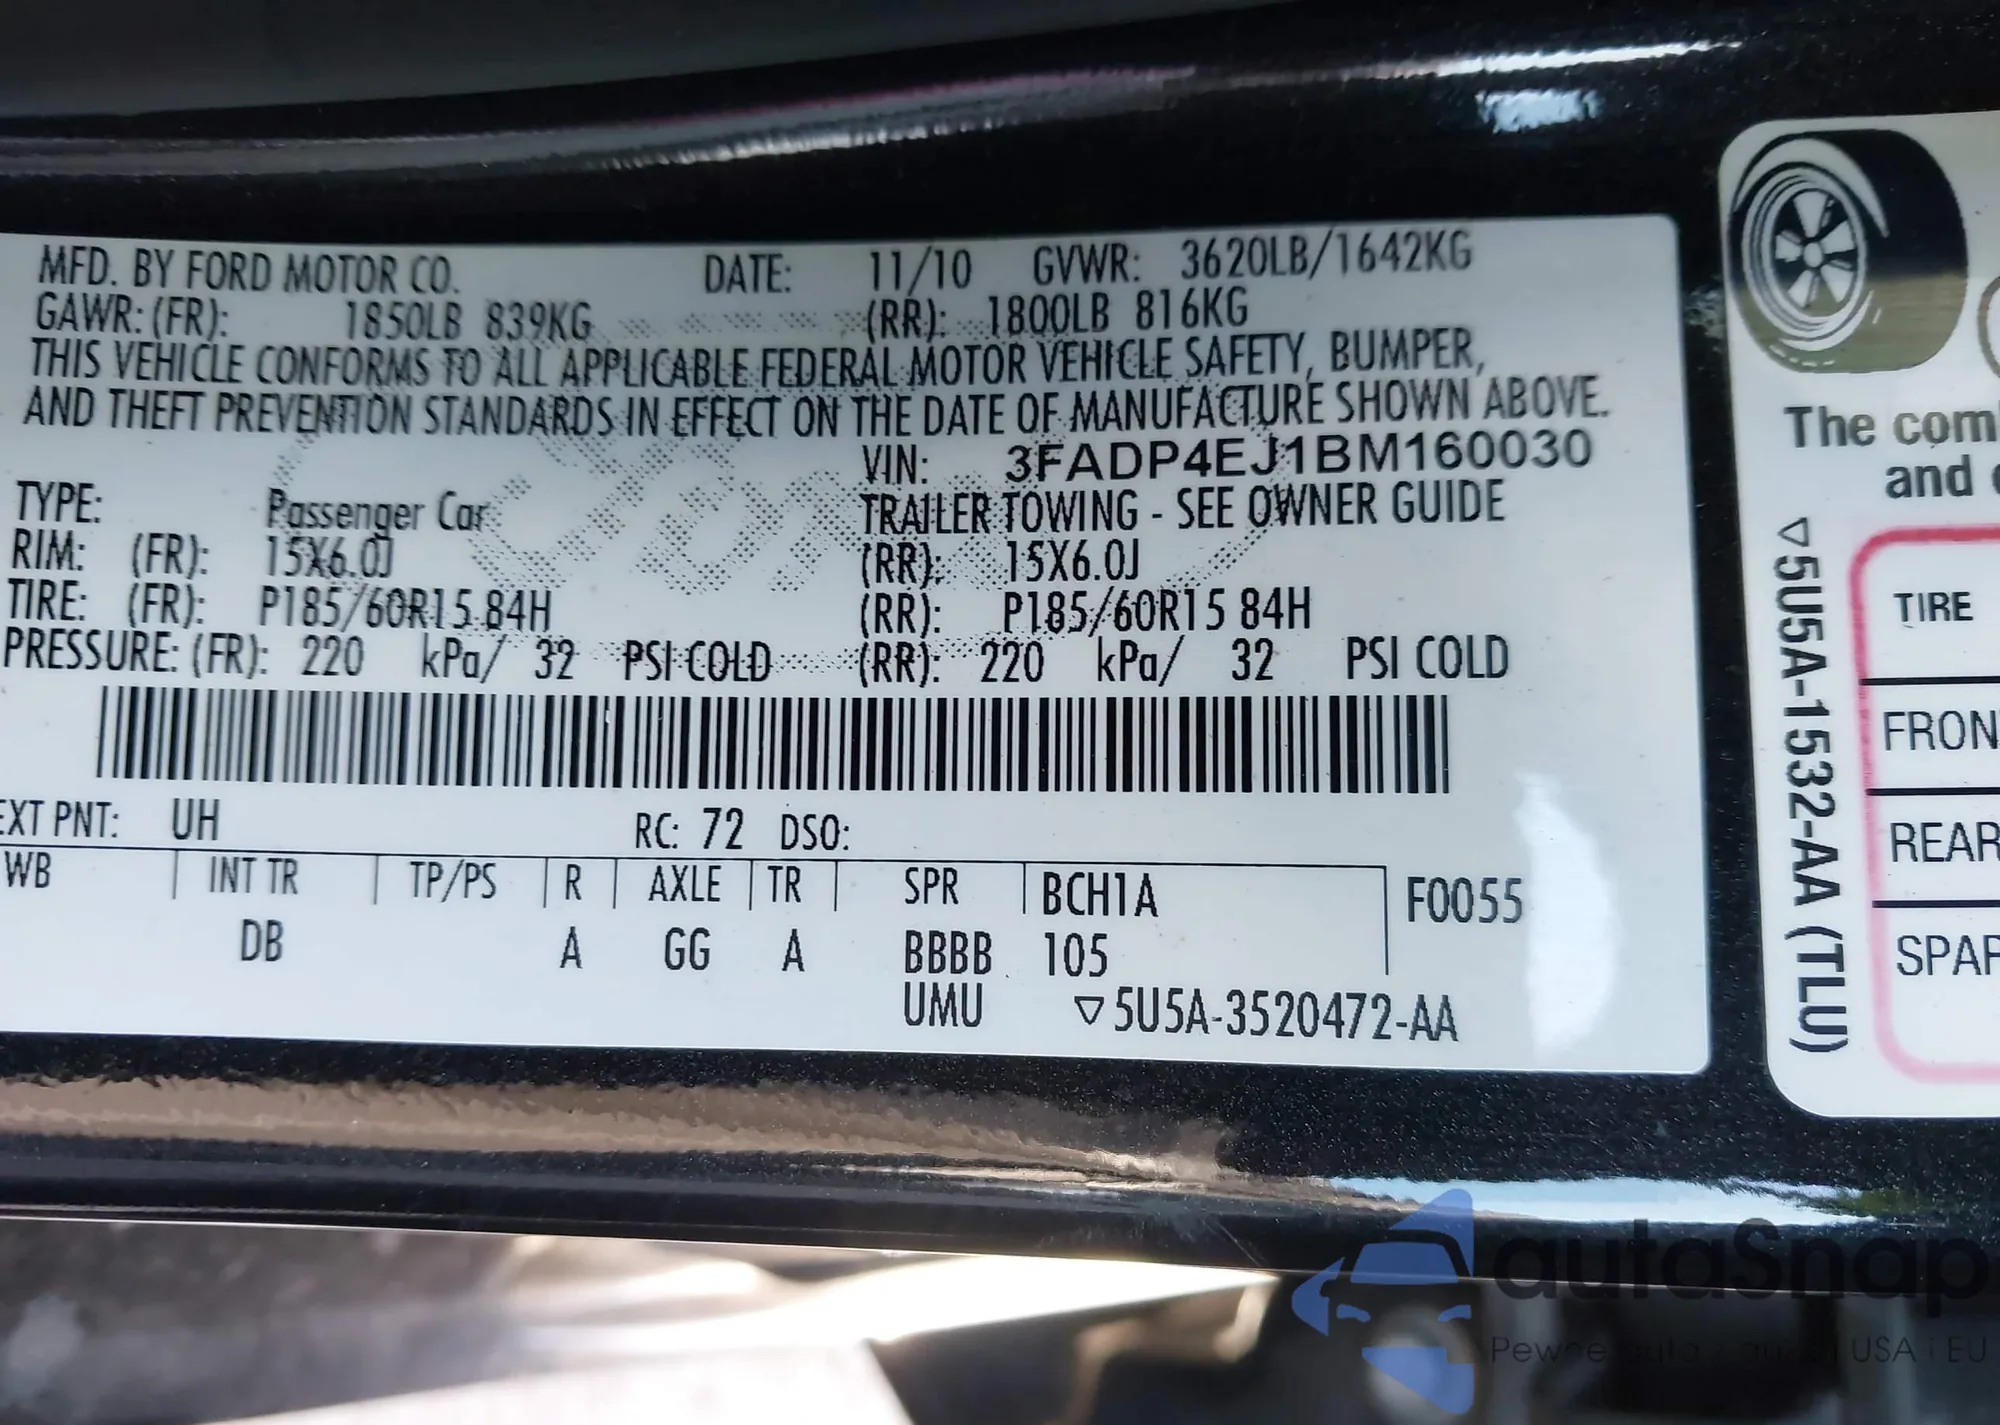 MFD. BY FORD MOTOR CO. DATE: 11/10 GVWR: 3620LB/1642KG
GAWR: (FR): 1850LB 839KG (RR): 1800LB 816KG
THIS VEHICLE CONFORMS TO ALL APPLICABLE FEDERAL MOTOR VEHICLE SAFETY, BUMPER,
AND THEFT PREVENTION STANDARDS IN EFFECT ON THE DATE OF MANUFACTURE SHOWN ABOVE.
VIN: 3FADP4EJ1BM160030
TYPE: Passenger Car TRAILER TOWING - SEE OWNER GUIDE
RIM: (FR): 15X6.0J (RR): 15X6.0J
TIRE: (FR): P185/60R15 84H (RR): P185/60R15 84H
PRESSURE: (FR): 220 kPa/ 32 PSI COLD (RR): 220 kPa/ 32 PSI COLD
EXT PNT: UH RC: 72 DSO:
WB INT TR TP/PS R AXLE TR SPR BCH1A F0055
DB A GG A BBBB 105
UMU ▽5U5A-3520472-AA
The com
and
▽5U5A-1532-AA (TLU)
TIRE
FRON
REAR
SPAR
autaSnap
Pewne auta z USA i EU